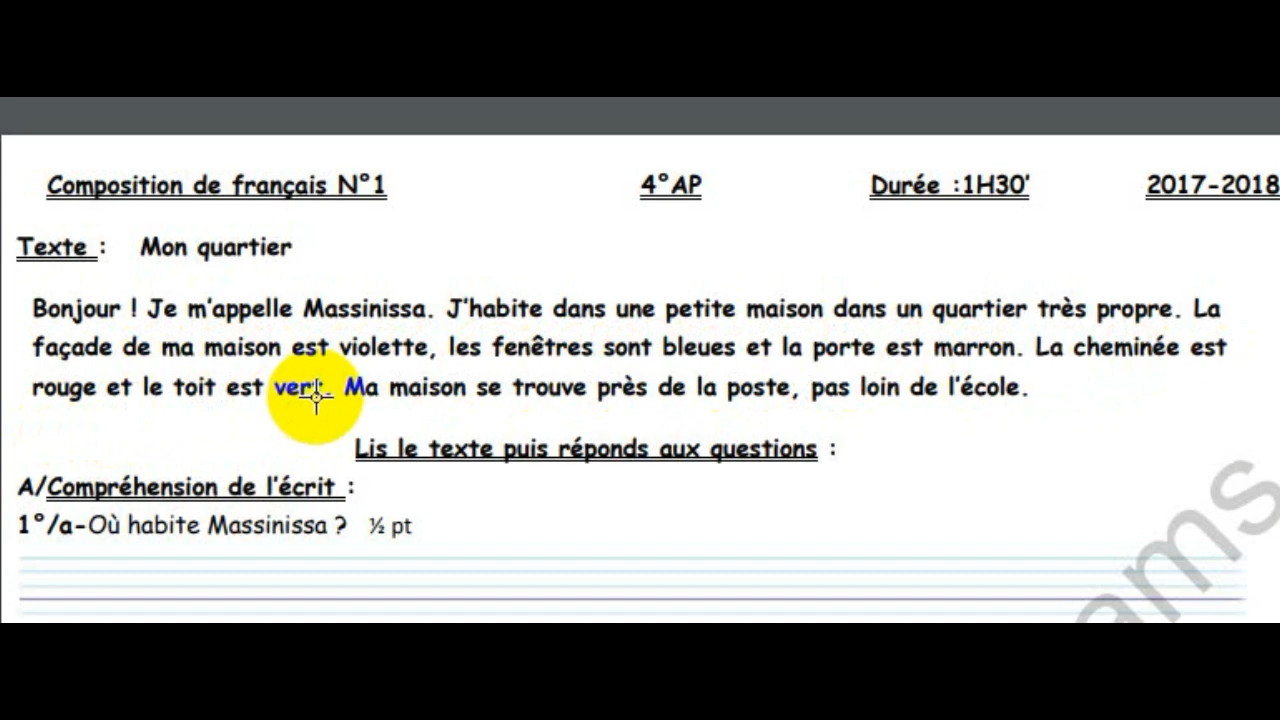 Composition de français N°1 4°AP Durée :1H30' 2017-2018
Texte : Mon quartier
Bonjour ! Je m'appelle Massinissa. J'habite dans une petite maison dans un quartier très propre. La
façade de ma maison est violette, les fenêtres sont bleues et la porte est marron. La cheminée est
rouge et le toit est vert. Ma maison se trouve près de la poste, pas loin de l'école.
Lis le texte puis réponds aux questions :
A/Compréhension de l'écrit :
1°/a-Où habite Massinissa ? ½ pt
ams